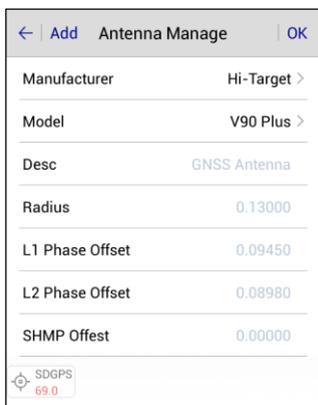 ← | Add Antenna Manage | OK
Manufacturer Hi-Target >
Model V90 Plus >
Desc GNSS Antenna
Radius 0.13000
L1 Phase Offset 0.09450
L2 Phase Offset 0.08980
SHMP Offest 0.00000
SDGPS
69.0